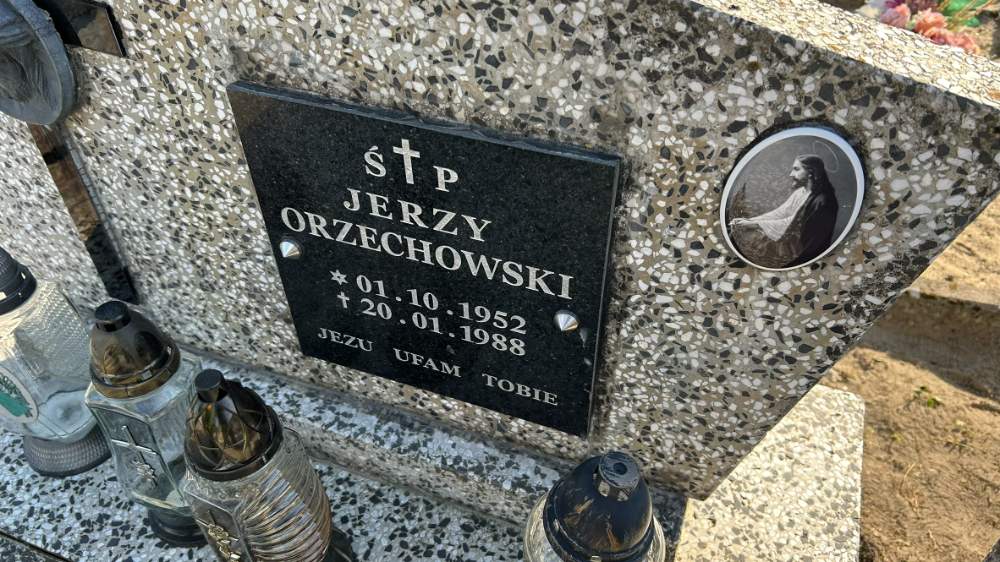 Ś P
JERZY
ORZECHOWSKI
01.10.1952
20.01.1988
JEZU UFAM TOBIE